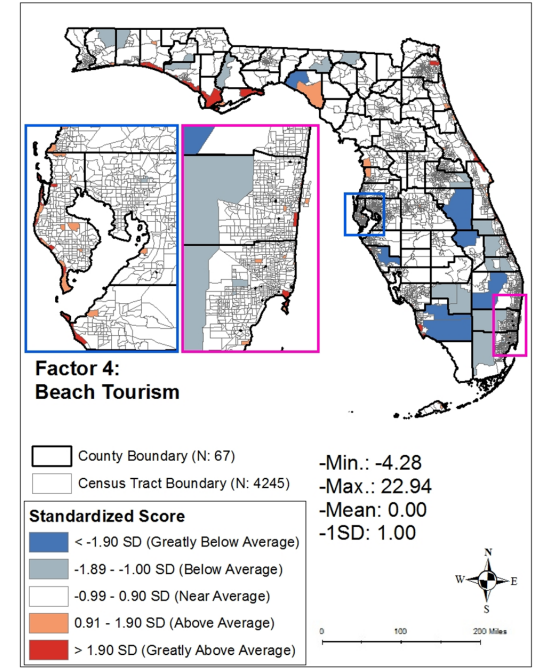 Factor 4:
Beach Tourism
County Boundary (N: 67)
Census Tract Boundary (N: 4245)
-Min.: -4.28
-Max.: 22.94
-Mean: 0.00
-1SD: 1.00
Standardized Score
< -1.90 SD (Greatly Below Average)
-1.89 - -1.00 SD (Below Average)
-0.99 - 0.90 SD (Near Average)
0.91 - 1.90 SD (Above Average)
> 1.90 SD (Greatly Above Average)
N
W E
S
0 100 200 Miles